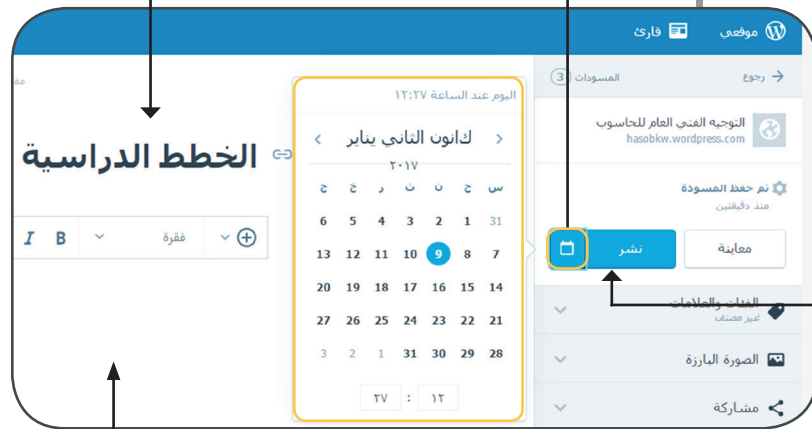 موقعي
قارئ
رجوع
المسودات 3
التوجيه الفني العام للحاسوب
hasobkw.wordpress.com
تم حفظ المسودة
منذ دقيقتين
معاينة
نشر
الفئات والعلامات
غير مصنف
الصورة البارزة
مشاركة
اليوم عند الساعة ١٢:٢٧
كانون الثاني يناير
٢٠١٧
س ح ن ث ر خ ج
31 1 2 3 4 5 6
7 8 9 10 11 12 13
14 15 16 17 18 19 20
21 22 23 24 25 26 27
28 29 30 31 1 2 3
١٢ : ٢٧
الخطط الدراسية
فقرة
B I